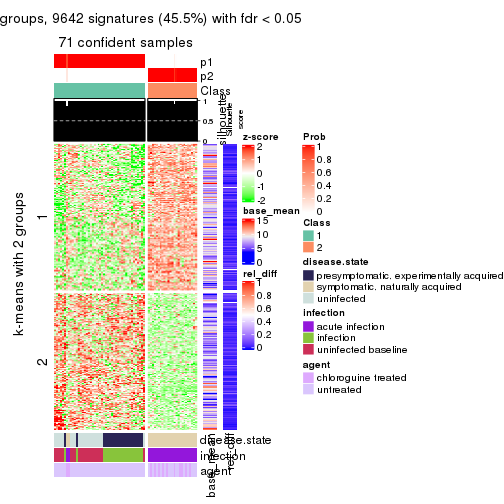 groups, 9642 signatures (45.5%) with fdr < 0.05
71 confident samples
p1
p2
Class
1
0.5
0
silhouette
Silhouette
score
k-means with 2 groups
1
2
z-score
2
1
0
-1
-2
base_mean
15
10
5
0
rel_diff
1
0.8
0.6
0.4
0.2
0
Prob
1
0.8
0.6
0.4
0.2
0
Class
1
2
disease.state
presymptomatic. experimentally acquired
symptomatic. naturally acquired
uninfected
infection
acute infection
infection
uninfected baseline
agent
chloroguine treated
untreated
disease.state
infection
agent
base_mean
rel_diff